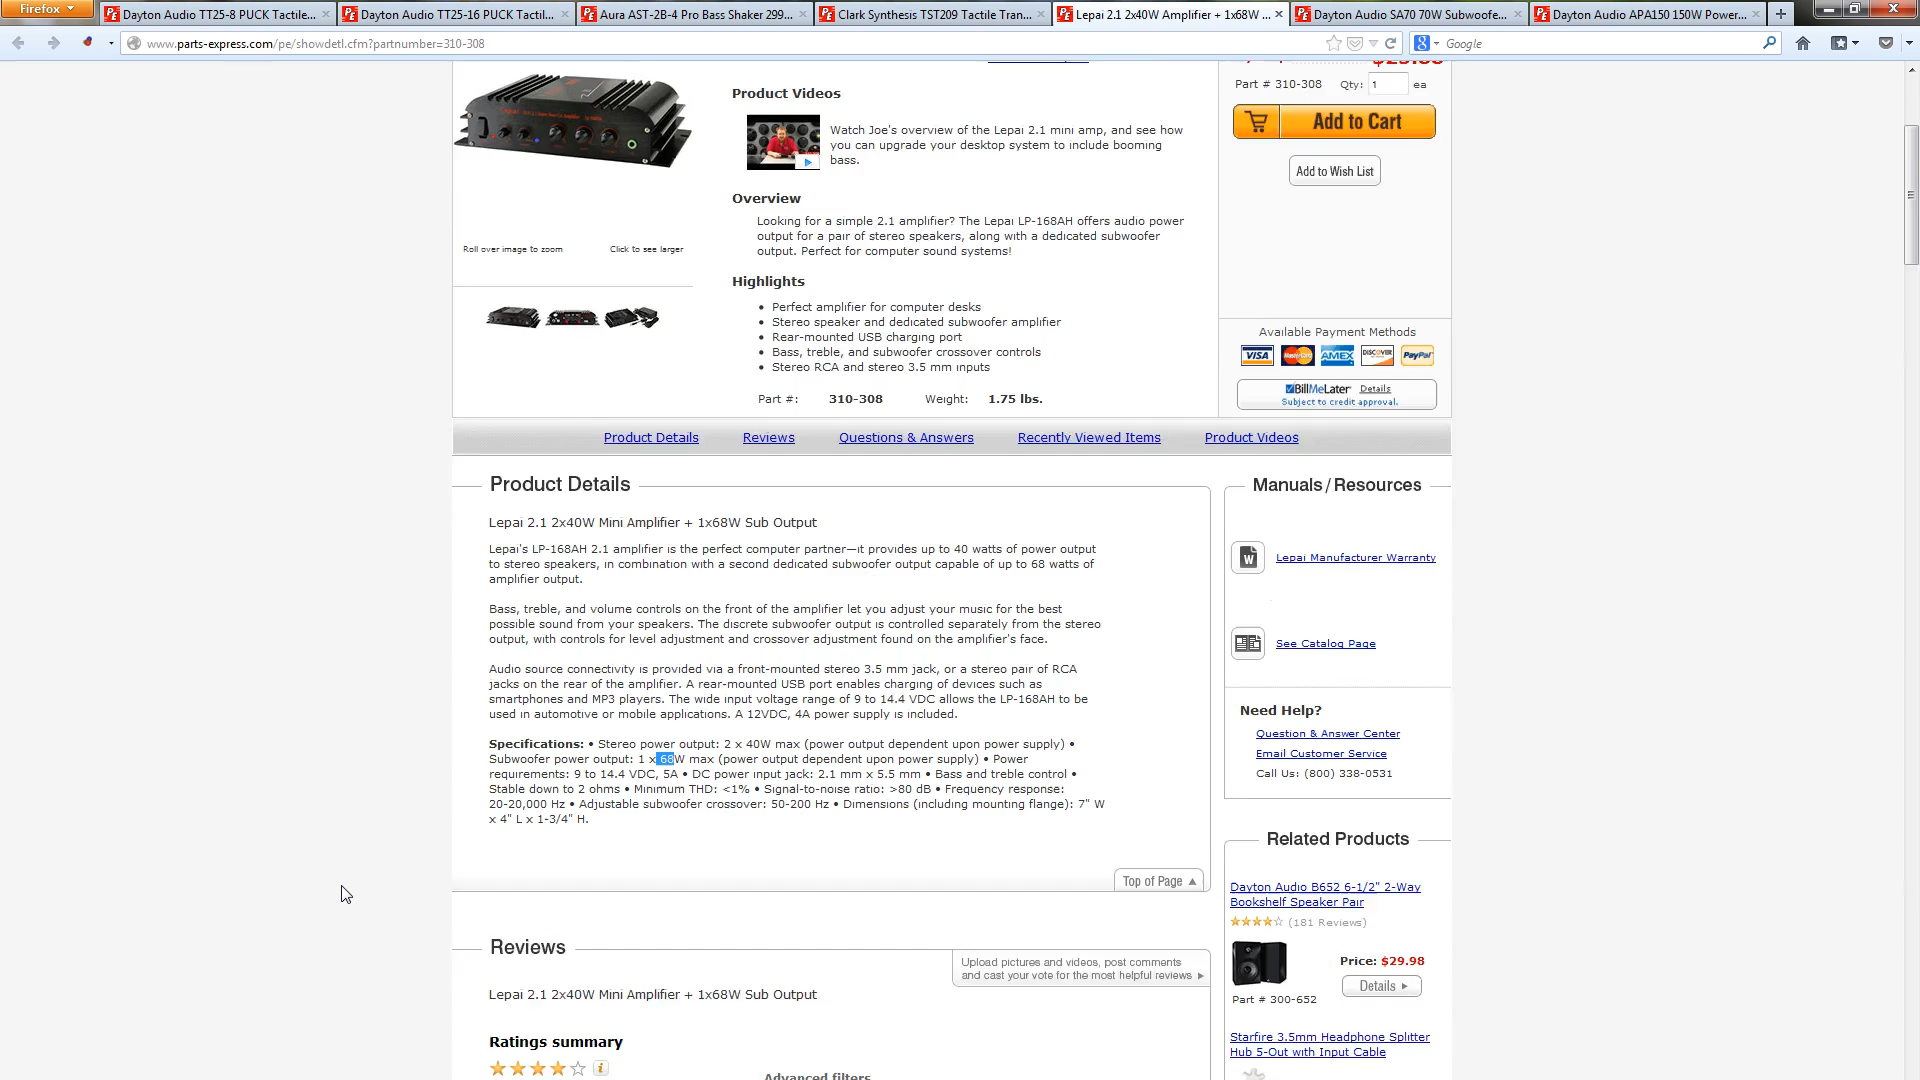 Firefox
Dayton Audio TT25-8 PUCK Tactile...
Dayton Audio TT25-16 PUCK Tactil...
Aura AST-2B-4 Pro Bass Shaker 299...
Clark Synthesis TST209 Tactile Tran...
Lepai 2.1 2x40W Amplifier + 1x68W ...
Dayton Audio SA70 70W Subwoofe...
Dayton Audio APA150 150W Power...
www.parts-express.com/pe/showdetl.cfm?partnumber=310-308
Google
Product Videos
Watch Joe's overview of the Lepai 2.1 mini amp, and see how
you can upgrade your desktop system to include booming
bass.
Overview
Looking for a simple 2.1 amplifier? The Lepai LP-168AH offers audio power
output for a pair of stereo speakers, along with a dedicated subwoofer
output. Perfect for computer sound systems!
Roll over image to zoom
Click to see larger
Highlights
• Perfect amplifier for computer desks
• Stereo speaker and dedicated subwoofer amplifier
• Rear-mounted USB charging port
• Bass, treble, and subwoofer crossover controls
• Stereo RCA and stereo 3.5 mm inputs
Part #: 310-308 Weight: 1.75 lbs.
Part # 310-308 Qty: 1 ea
Add to Cart
Add to Wish List
Available Payment Methods
VISA MasterCard AMEX DISCOVER PayPal
BillMeLater Details
Subject to credit approval.
Product Details Reviews Questions & Answers Recently Viewed Items Product Videos
Product Details
Lepai 2.1 2x40W Mini Amplifier + 1x68W Sub Output
Lepai's LP-168AH 2.1 amplifier is the perfect computer partner—it provides up to 40 watts of power output
to stereo speakers, in combination with a second dedicated subwoofer output capable of up to 68 watts of
amplifier output.
Bass, treble, and volume controls on the front of the amplifier let you adjust your music for the best
possible sound from your speakers. The discrete subwoofer output is controlled separately from the stereo
output, with controls for level adjustment and crossover adjustment found on the amplifier's face.
Audio source connectivity is provided via a front-mounted stereo 3.5 mm jack, or a stereo pair of RCA
jacks on the rear of the amplifier. A rear-mounted USB port enables charging of devices such as
smartphones and MP3 players. The wide input voltage range of 9 to 14.4 VDC allows the LP-168AH to be
used in automotive or mobile applications. A 12VDC, 4A power supply is included.
Specifications: • Stereo power output: 2 x 40W max (power output dependent upon power supply) •
Subwoofer power output: 1 x 68W max (power output dependent upon power supply) • Power
requirements: 9 to 14.4 VDC, 5A • DC power input jack: 2.1 mm x 5.5 mm • Bass and treble control •
Stable down to 2 ohms • Minimum THD: <1% • Signal-to-noise ratio: >80 dB • Frequency response:
20-20,000 Hz • Adjustable subwoofer crossover: 50-200 Hz • Dimensions (including mounting flange): 7" W
x 4" L x 1-3/4" H.
Top of Page
Manuals/Resources
Lepai Manufacturer Warranty
See Catalog Page
Need Help?
Question & Answer Center
Email Customer Service
Call Us: (800) 338-0531
Related Products
Dayton Audio B652 6-1/2" 2-Way
Bookshelf Speaker Pair
(181 Reviews)
Price: $29.98
Details
Part # 300-652
Starfire 3.5mm Headphone Splitter
Hub 5-Out with Input Cable
Reviews
Upload pictures and videos, post comments
and cast your vote for the most helpful reviews
Lepai 2.1 2x40W Mini Amplifier + 1x68W Sub Output
Ratings summary
Advanced filters